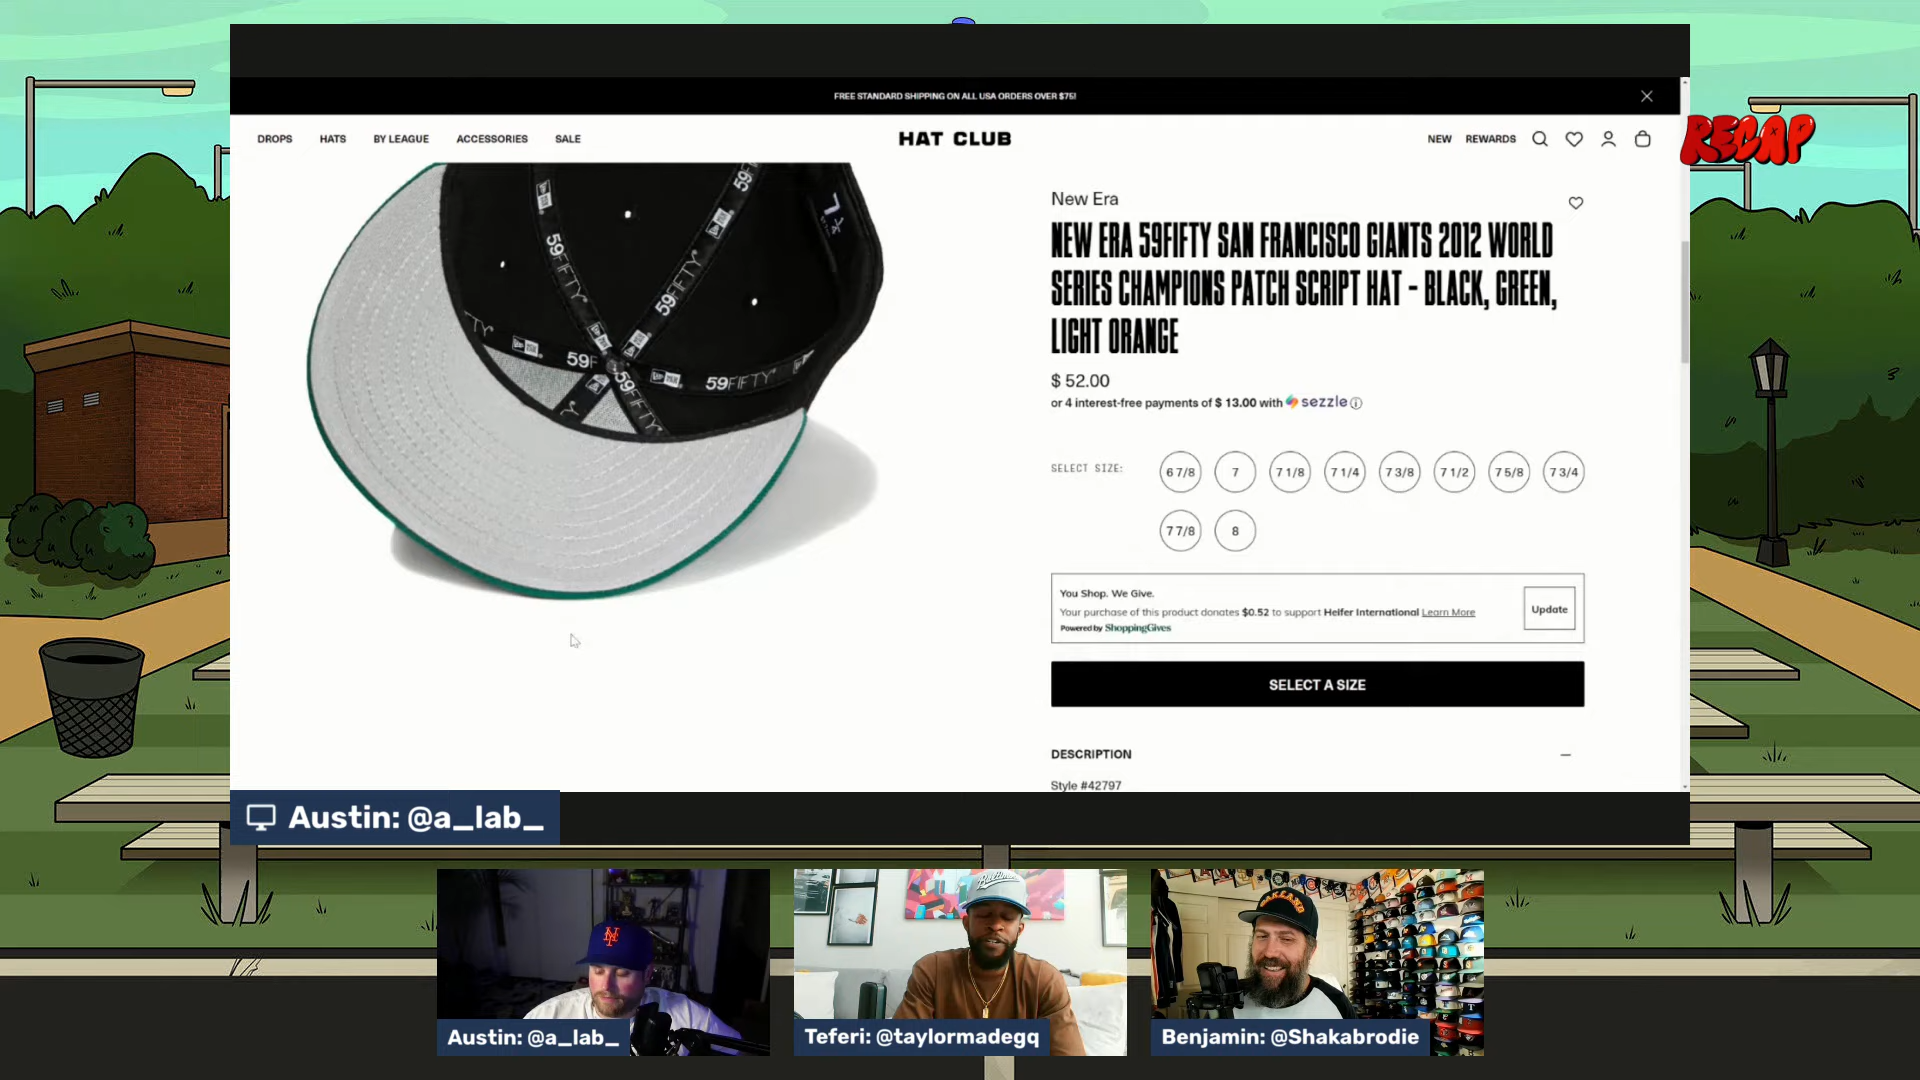 FREE STANDARD SHIPPING ON ALL USA ORDERS OVER $75!
DROPS HATS BY LEAGUE ACCESSORIES SALE
HAT CLUB
NEW REWARDS
RECAP
New Era
NEW ERA 59FIFTY SAN FRANCISCO GIANTS 2012 WORLD
SERIES CHAMPIONS PATCH SCRIPT HAT - BLACK, GREEN,
LIGHT ORANGE
$ 52.00
or 4 interest-free payments of $ 13.00 with sezzle
SELECT SIZE:
6 7/8 7 7 1/8 7 1/4 7 3/8 7 1/2 7 5/8 7 3/4
7 7/8 8
You Shop. We Give.
Your purchase of this product donates $0.52 to support Heifer International Learn More
Powered by ShoppingGives
Update
SELECT A SIZE
DESCRIPTION
Style #42797
59FIFTY
59FIFTY
59FIFTY
59FIFTY
Austin: @a_lab_
OAKLAND
Austin: @a_lab_
Teferi: @taylormadegq
Benjamin: @Shakabrodie